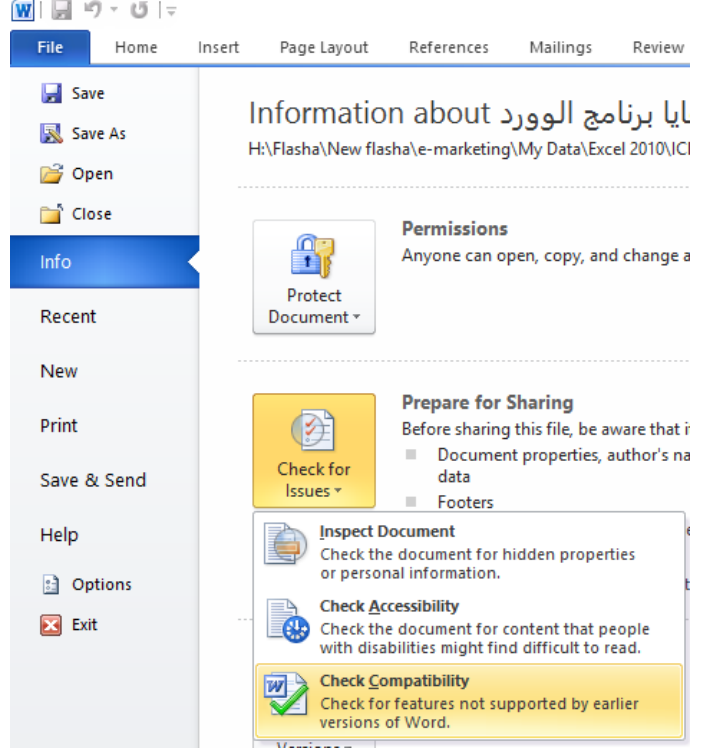 File Home Insert Page Layout References Mailings Review
Save
Save As
Open
Close
Info
Recent
New
Print
Save & Send
Help
Options
Exit
Information about ايا برنامج الوورد
H:\Flasha\New flasha\e-marketing\My Data\Excel 2010\ICI
Protect
Document
Permissions
Anyone can open, copy, and change a
Check for
Issues
Prepare for Sharing
Before sharing this file, be aware that i
Document properties, author's na
data
Footers
Inspect Document
Check the document for hidden properties
or personal information.
Check Accessibility
Check the document for content that people
with disabilities might find difficult to read.
Check Compatibility
Check for features not supported by earlier
versions of Word.